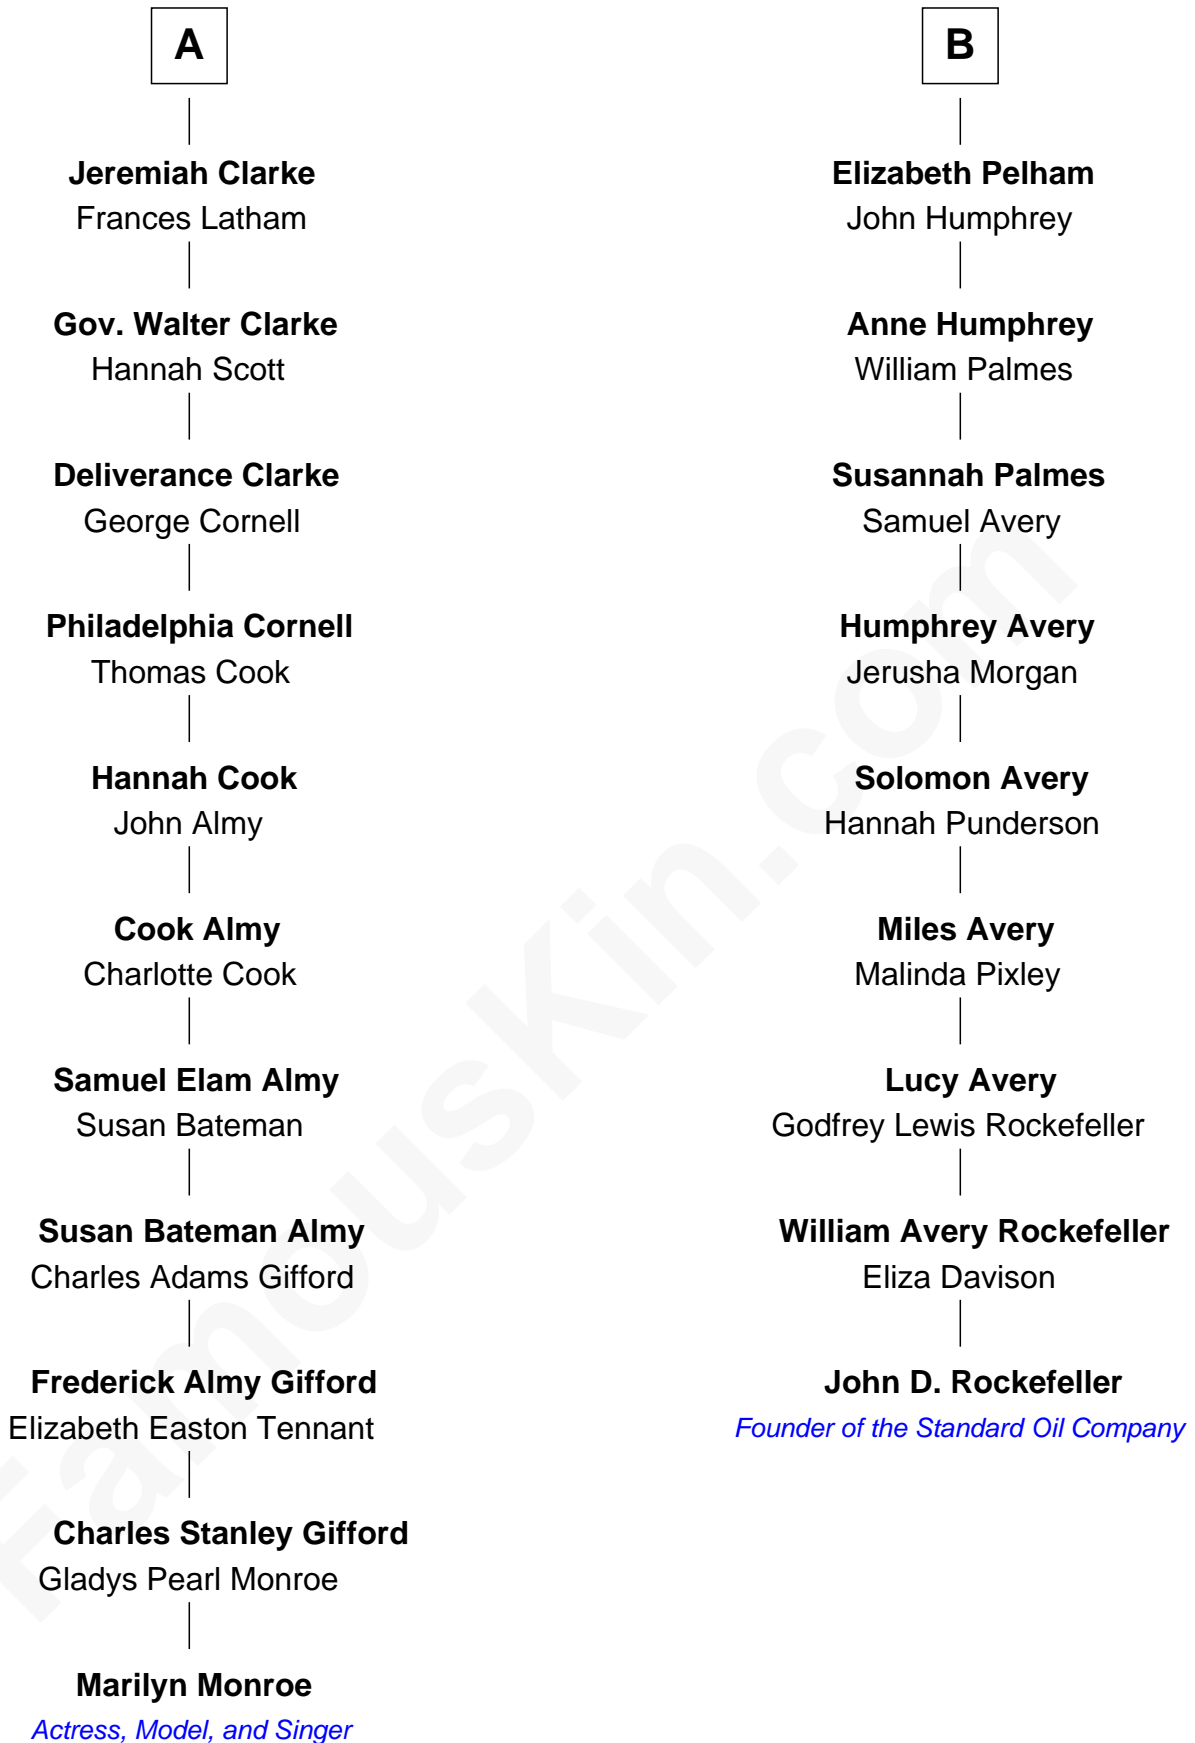 A
Jeremiah Clarke
Frances Latham
Gov. Walter Clarke
Hannah Scott
Deliverance Clarke
George Cornell
Philadelphia Cornell
Thomas Cook
Hannah Cook
John Almy
Cook Almy
Charlotte Cook
Samuel Elam Almy
Susan Bateman
Susan Bateman Almy
Charles Adams Gifford
Frederick Almy Gifford
Elizabeth Easton Tennant
Charles Stanley Gifford
Gladys Pearl Monroe
Marilyn Monroe
Actress, Model, and Singer
B
Elizabeth Pelham
John Humphrey
Anne Humphrey
William Palmes
Susannah Palmes
Samuel Avery
Humphrey Avery
Jerusha Morgan
Solomon Avery
Hannah Punderson
Miles Avery
Malinda Pixley
Lucy Avery
Godfrey Lewis Rockefeller
William Avery Rockefeller
Eliza Davison
John D. Rockefeller
Founder of the Standard Oil Company
FamousKin.com